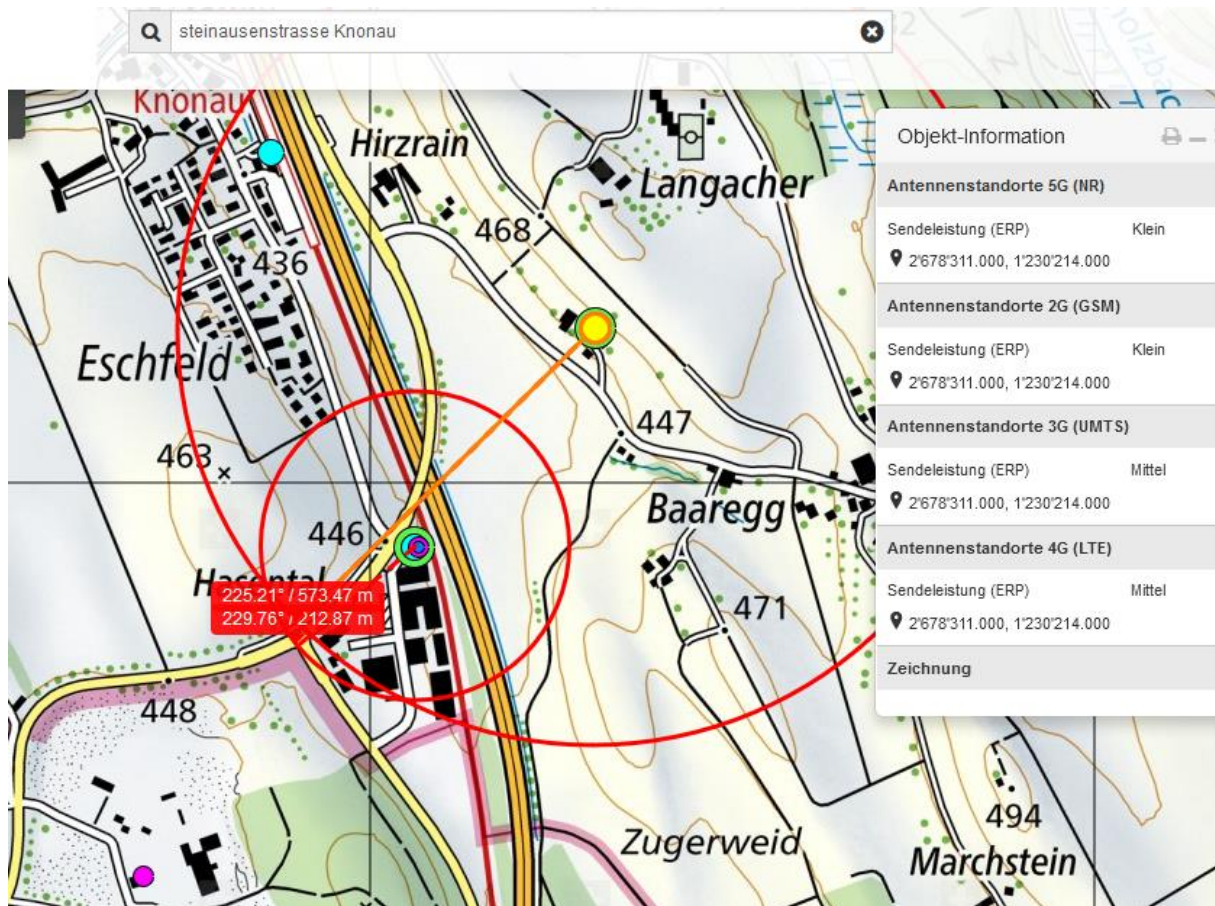 steinausenstrasse Knonau
Knonau
Hirzrain
Langacher
468
436
Eschfeld
447
463
Baaregg
446
Hasental
225.21° / 573.47 m
229.76° / 212.87 m
471
448
494
Zugerweid
Marchstein
Objekt-Information
Antennenstandorte 5G (NR)
Sendeleistung (ERP) Klein
2'678'311.000, 1'230'214.000
Antennenstandorte 2G (GSM)
Sendeleistung (ERP) Klein
2'678'311.000, 1'230'214.000
Antennenstandorte 3G (UMTS)
Sendeleistung (ERP) Mittel
2'678'311.000, 1'230'214.000
Antennenstandorte 4G (LTE)
Sendeleistung (ERP) Mittel
2'678'311.000, 1'230'214.000
Zeichnung